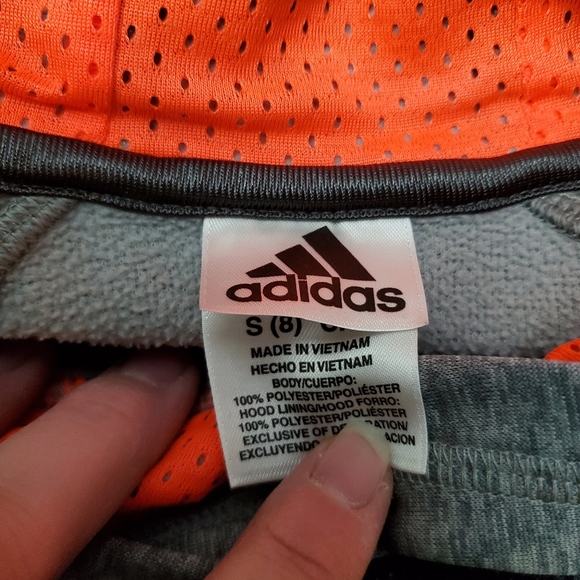 adidas
S (8)
MADE IN VIETNAM
HECHO EN VIETNAM
BODY/CUERPO:
100% POLYESTER/POLIÉSTER
HOOD LINING/HOOD FORRO:
100% POLYESTER/POLIÉSTER
EXCLUSIVE OF
EXCLUYENDO